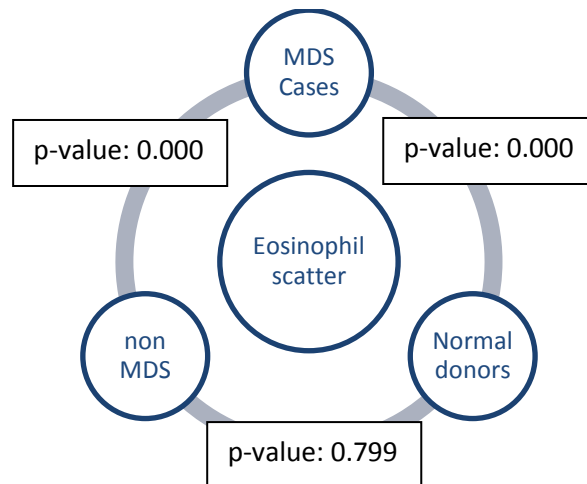 MDS
Cases
p-value: 0.000
p-value: 0.000
Eosinophil
scatter
non
MDS
Normal
donors
p-value: 0.799